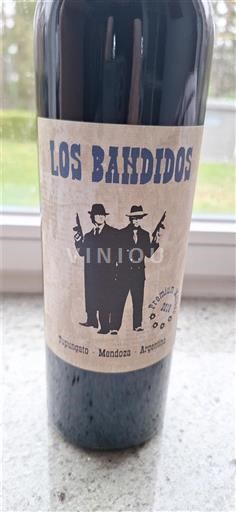 LOS BANDIDOS
VINIOU
Premium
Tupungato - Mendoza - Argentina